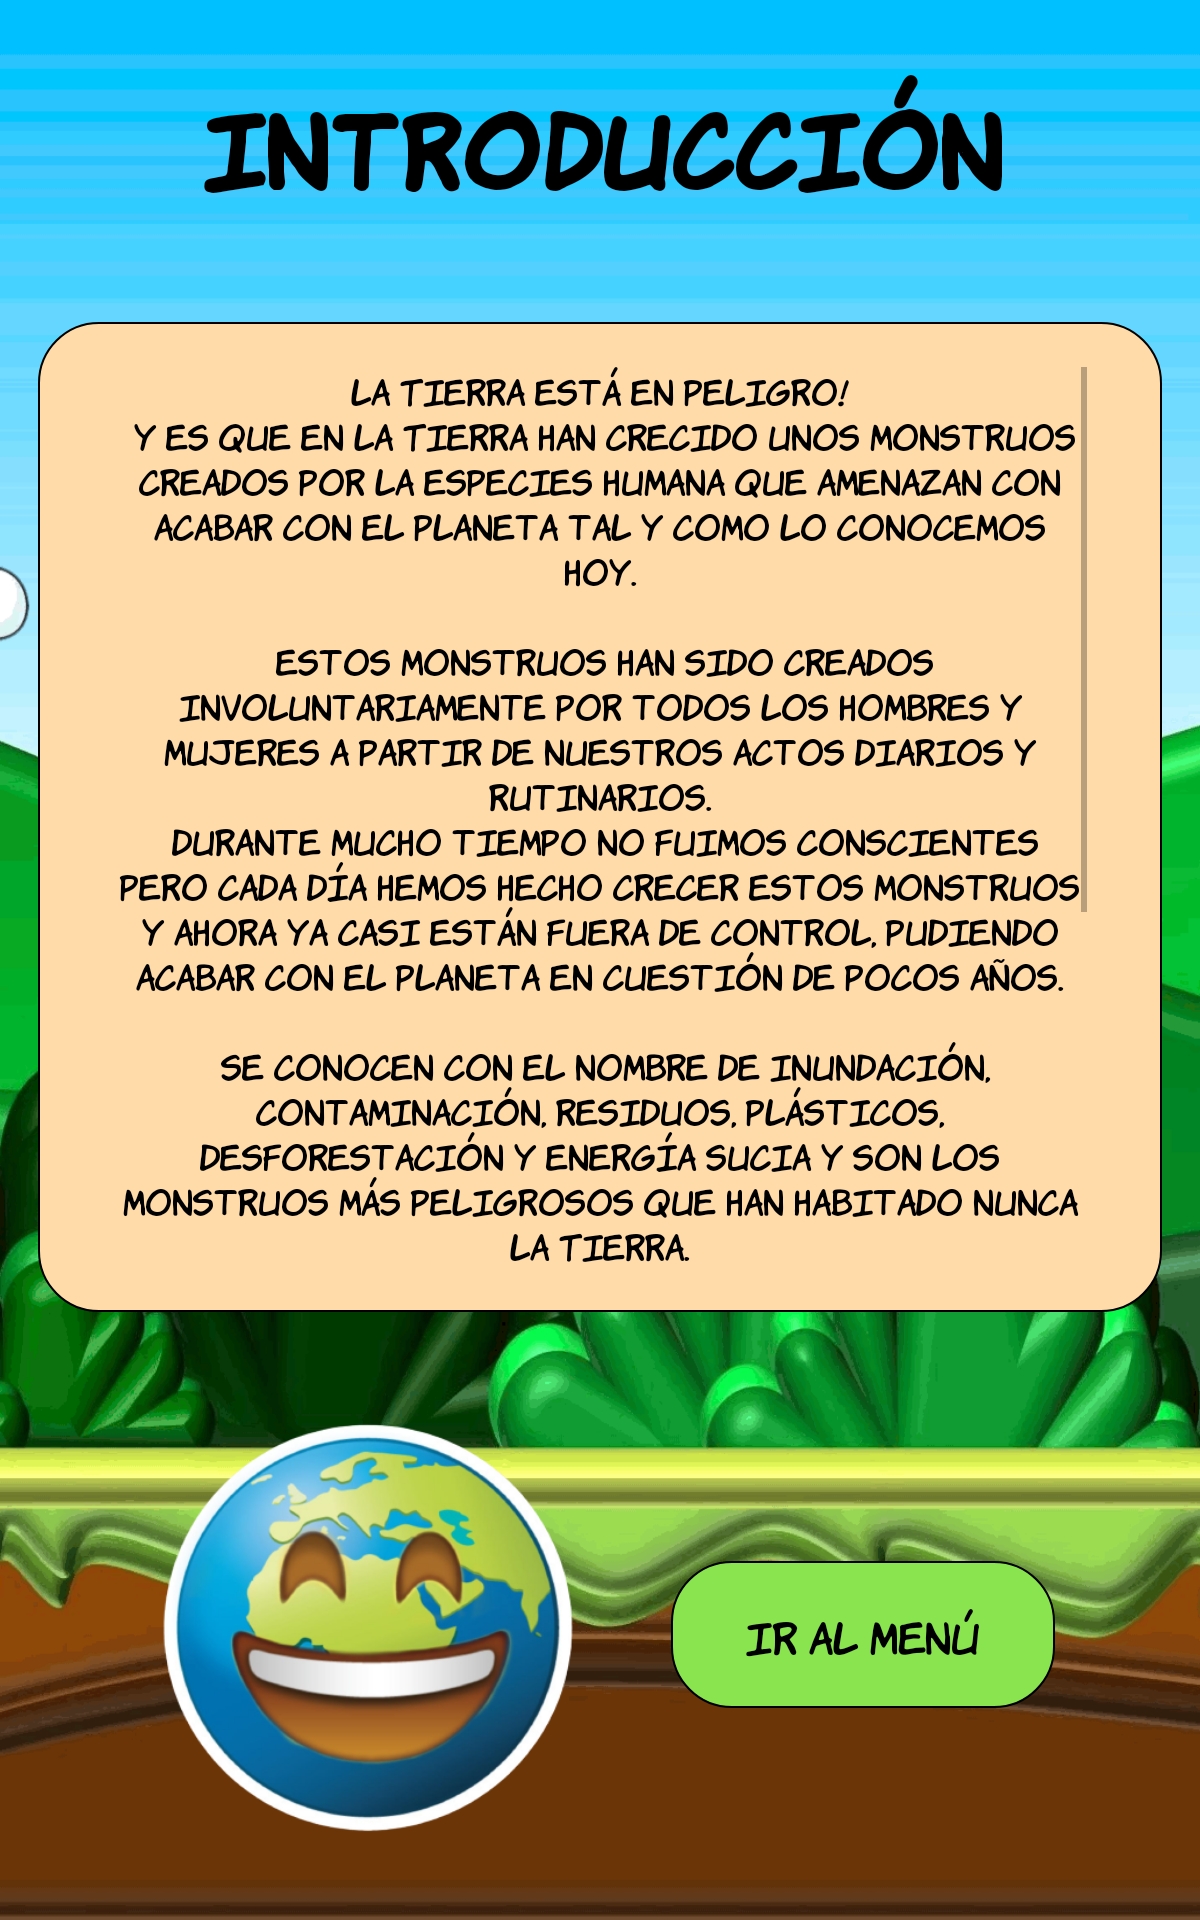 INTRODUCCIÓN
LA TIERRA ESTÁ EN PELIGRO!
Y ES QUE EN LA TIERRA HAN CRECIDO UNOS MONSTRUOS
CREADOS POR LA ESPECIES HUMANA QUE AMENAZAN CON
ACABAR CON EL PLANETA TAL Y COMO LO CONOCEMOS
HOY.
ESTOS MONSTRUOS HAN SIDO CREADOS
INVOLUNTARIAMENTE POR TODOS LOS HOMBRES Y
MUJERES A PARTIR DE NUESTROS ACTOS DIARIOS Y
RUTINARIOS.
DURANTE MUCHO TIEMPO NO FUIMOS CONSCIENTES
PERO CADA DÍA HEMOS HECHO CRECER ESTOS MONSTRUOS
Y AHORA YA CASI ESTÁN FUERA DE CONTROL, PUDIENDO
ACABAR CON EL PLANETA EN CUESTIÓN DE POCOS AÑOS.
SE CONOCEN CON EL NOMBRE DE INUNDACIÓN,
CONTAMINACIÓN, RESIDUOS, PLÁSTICOS,
DESFORESTACIÓN Y ENERGÍA SUCIA Y SON LOS
MONSTRUOS MÁS PELIGROSOS QUE HAN HABITADO NUNCA
LA TIERRA.
IR AL MENÚ